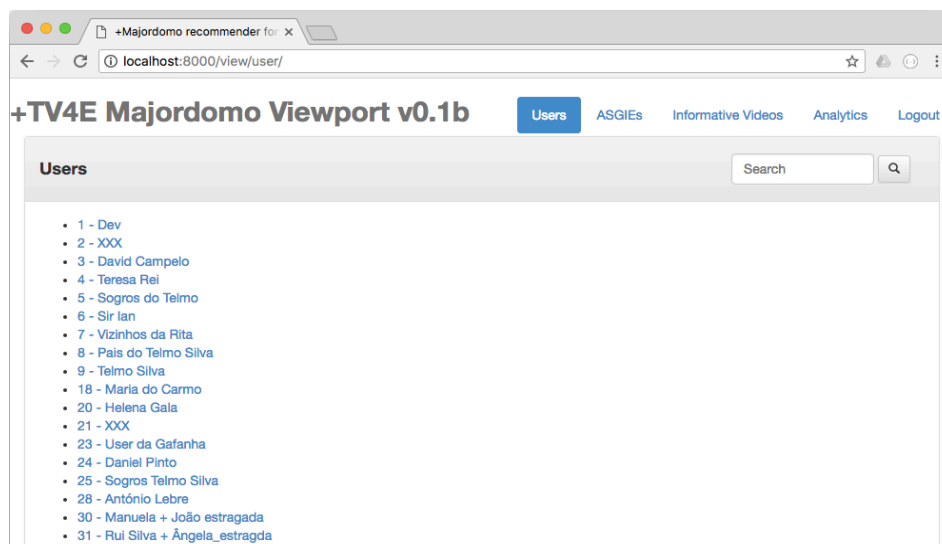 +Majordomo recommender for
localhost:8000/view/user/
+TV4E Majordomo Viewport v0.1b
Users ASGIEs Informative Videos Analytics Logout
Users Search
1 - Dev
2 - XXX
3 - David Campelo
4 - Teresa Rei
5 - Sogros do Telmo
6 - Sir Ian
7 - Vizinhos da Rita
8 - Pais do Telmo Silva
9 - Telmo Silva
18 - Maria do Carmo
20 - Helena Gala
21 - XXX
23 - User da Gafanha
24 - Daniel Pinto
25 - Sogros Telmo Silva
28 - António Lebre
30 - Manuela + João estragada
31 - Rui Silva + Ângela_estragda